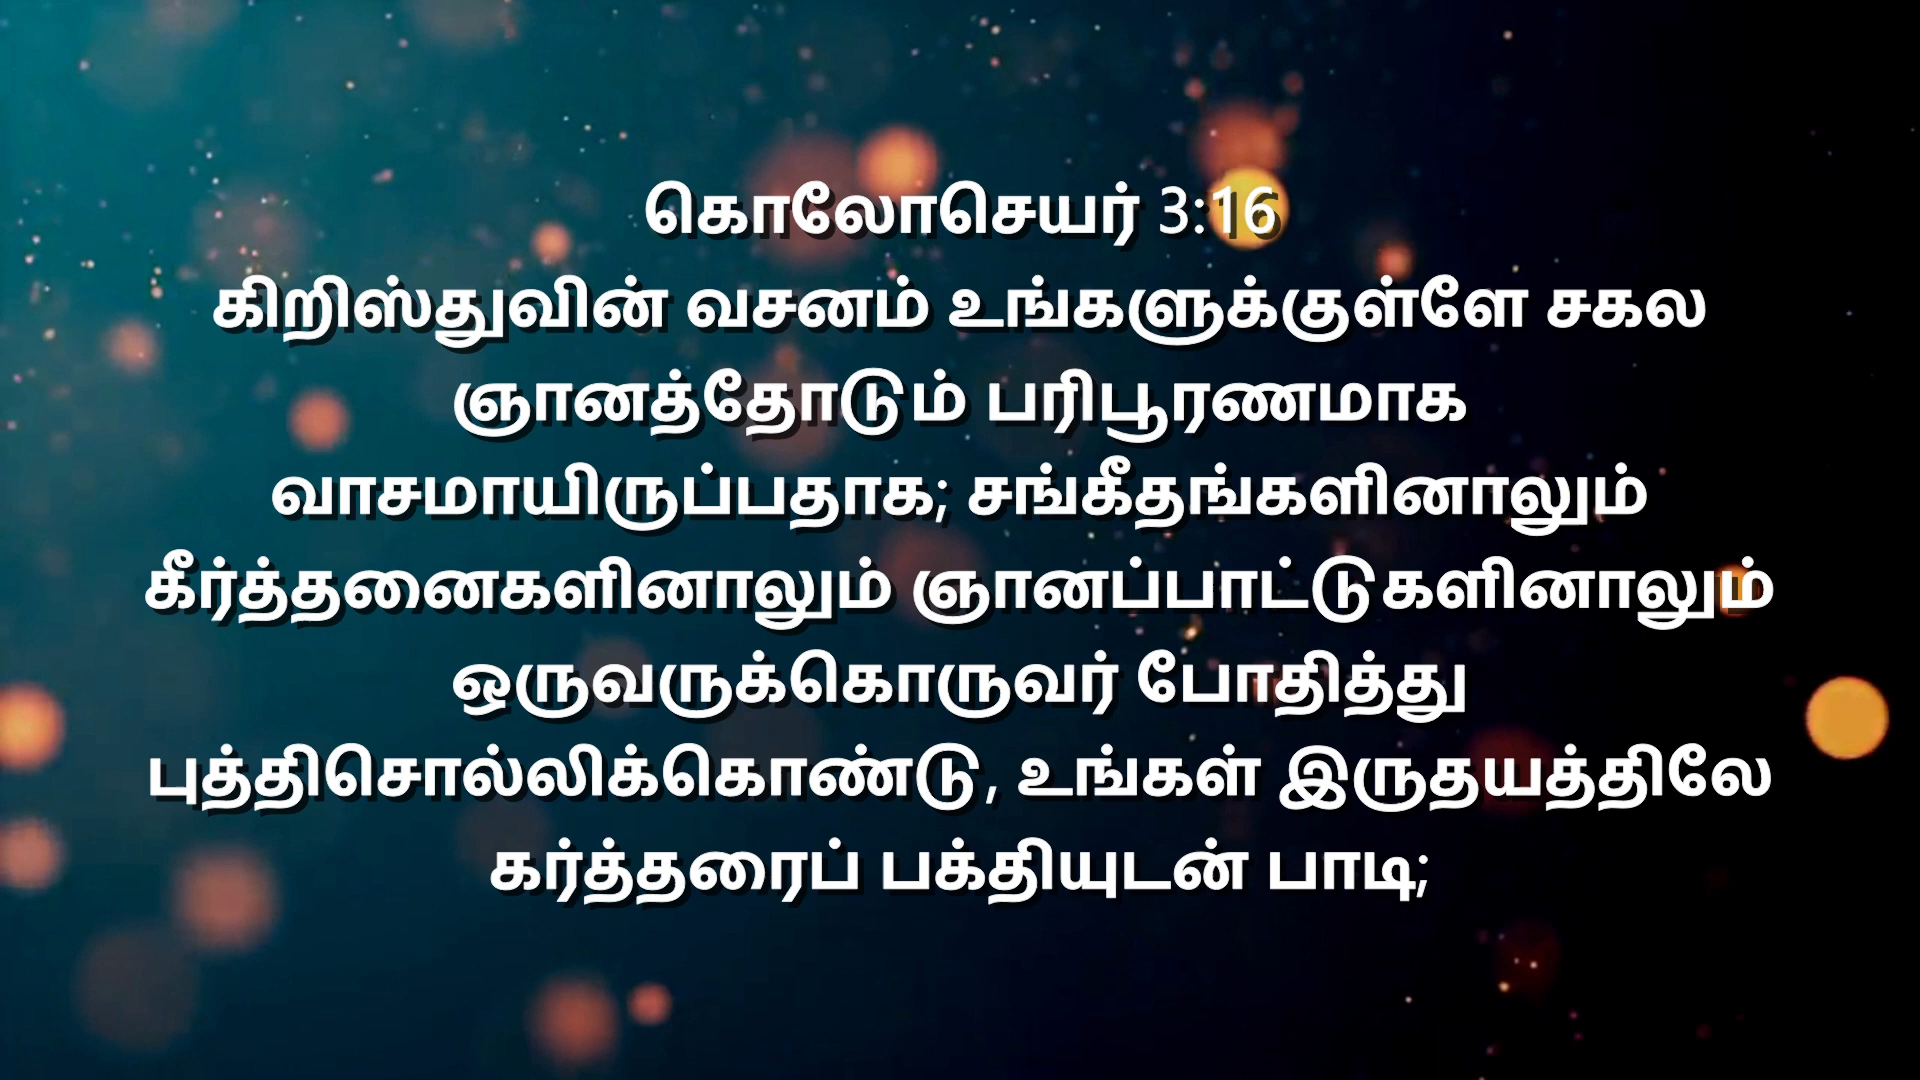 கொலோசெயர் 3:16
கிறிஸ்துவின் வசனம் உங்களுக்குள்ளே சகல
ஞானத்தோடும் பரிபூரணமாக
வாசமாயிருப்பதாக; சங்கீதங்களினாலும்
கீர்த்தனைகளினாலும் ஞானப்பாட்டுகளினாலும்
ஒருவருக்கொருவர் போதித்து
புத்திசொல்லிக்கொண்டு, உங்கள் இருதயத்திலே
கர்த்தரைப் பக்தியுடன் பாடி;